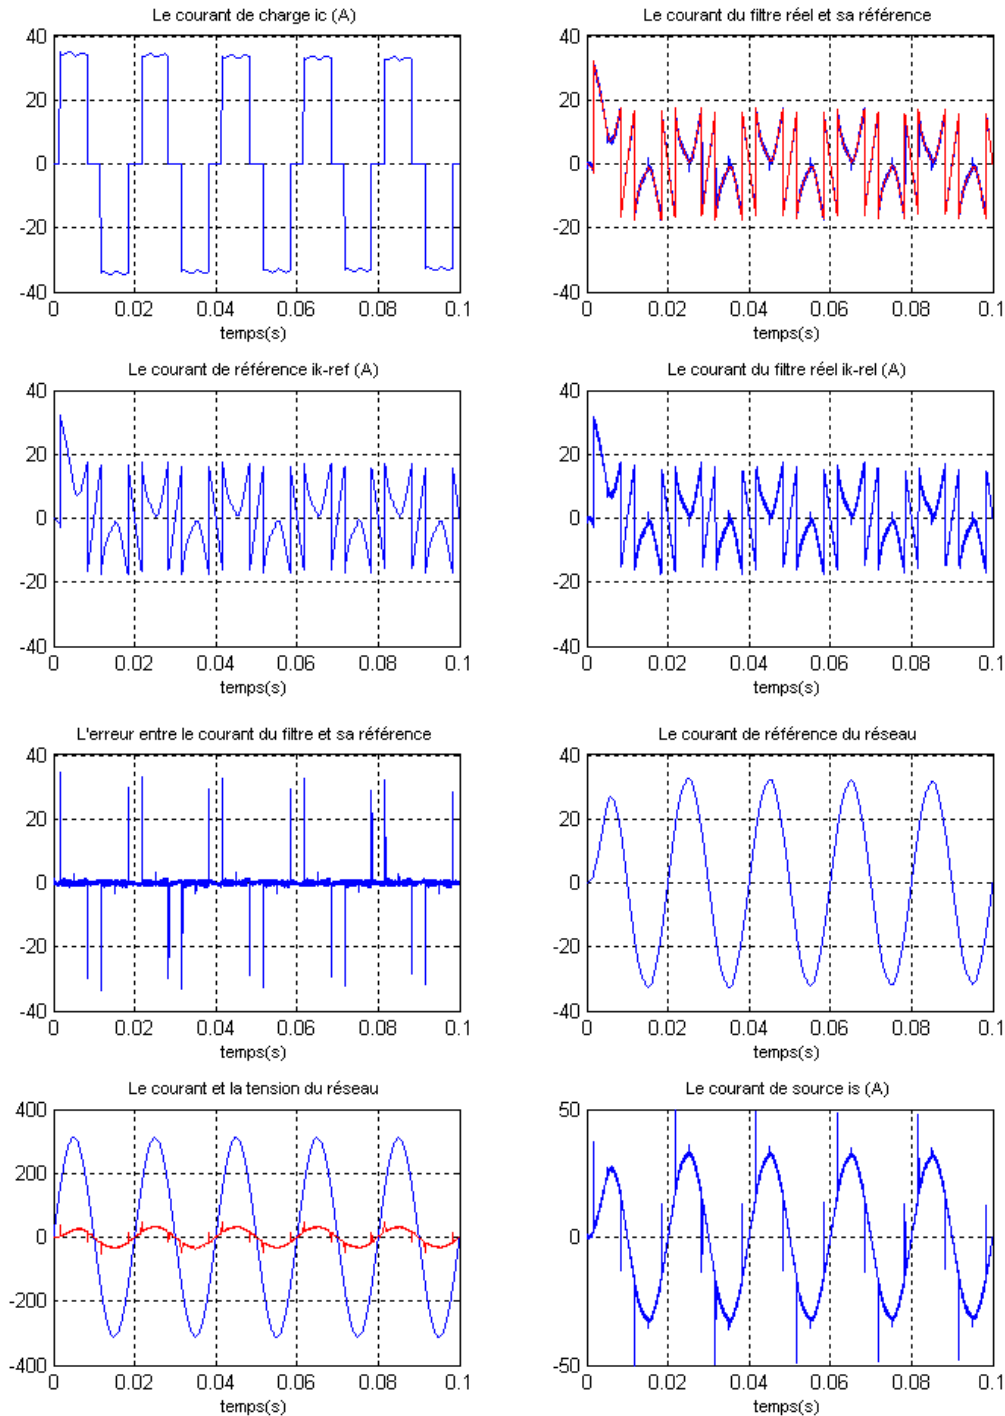 Le courant de charge ic (A)
40
20
0
-20
-40
0 0.02 0.04 0.06 0.08 0.1
temps(s)
Le courant du filtre réel et sa référence
40
20
0
-20
-40
0 0.02 0.04 0.06 0.08 0.1
temps(s)
Le courant de référence ik-ref (A)
40
20
0
-20
-40
0 0.02 0.04 0.06 0.08 0.1
temps(s)
Le courant du filtre réel ik-rel (A)
40
20
0
-20
-40
0 0.02 0.04 0.06 0.08 0.1
temps(s)
L'erreur entre le courant du filtre et sa référence
40
20
0
-20
-40
0 0.02 0.04 0.06 0.08 0.1
temps(s)
Le courant de référence du réseau
40
20
0
-20
-40
0 0.02 0.04 0.06 0.08 0.1
temps(s)
Le courant et la tension du réseau
400
200
0
-200
-400
0 0.02 0.04 0.06 0.08 0.1
temps(s)
Le courant de source is (A)
50
0
-50
0 0.02 0.04 0.06 0.08 0.1
temps(s)